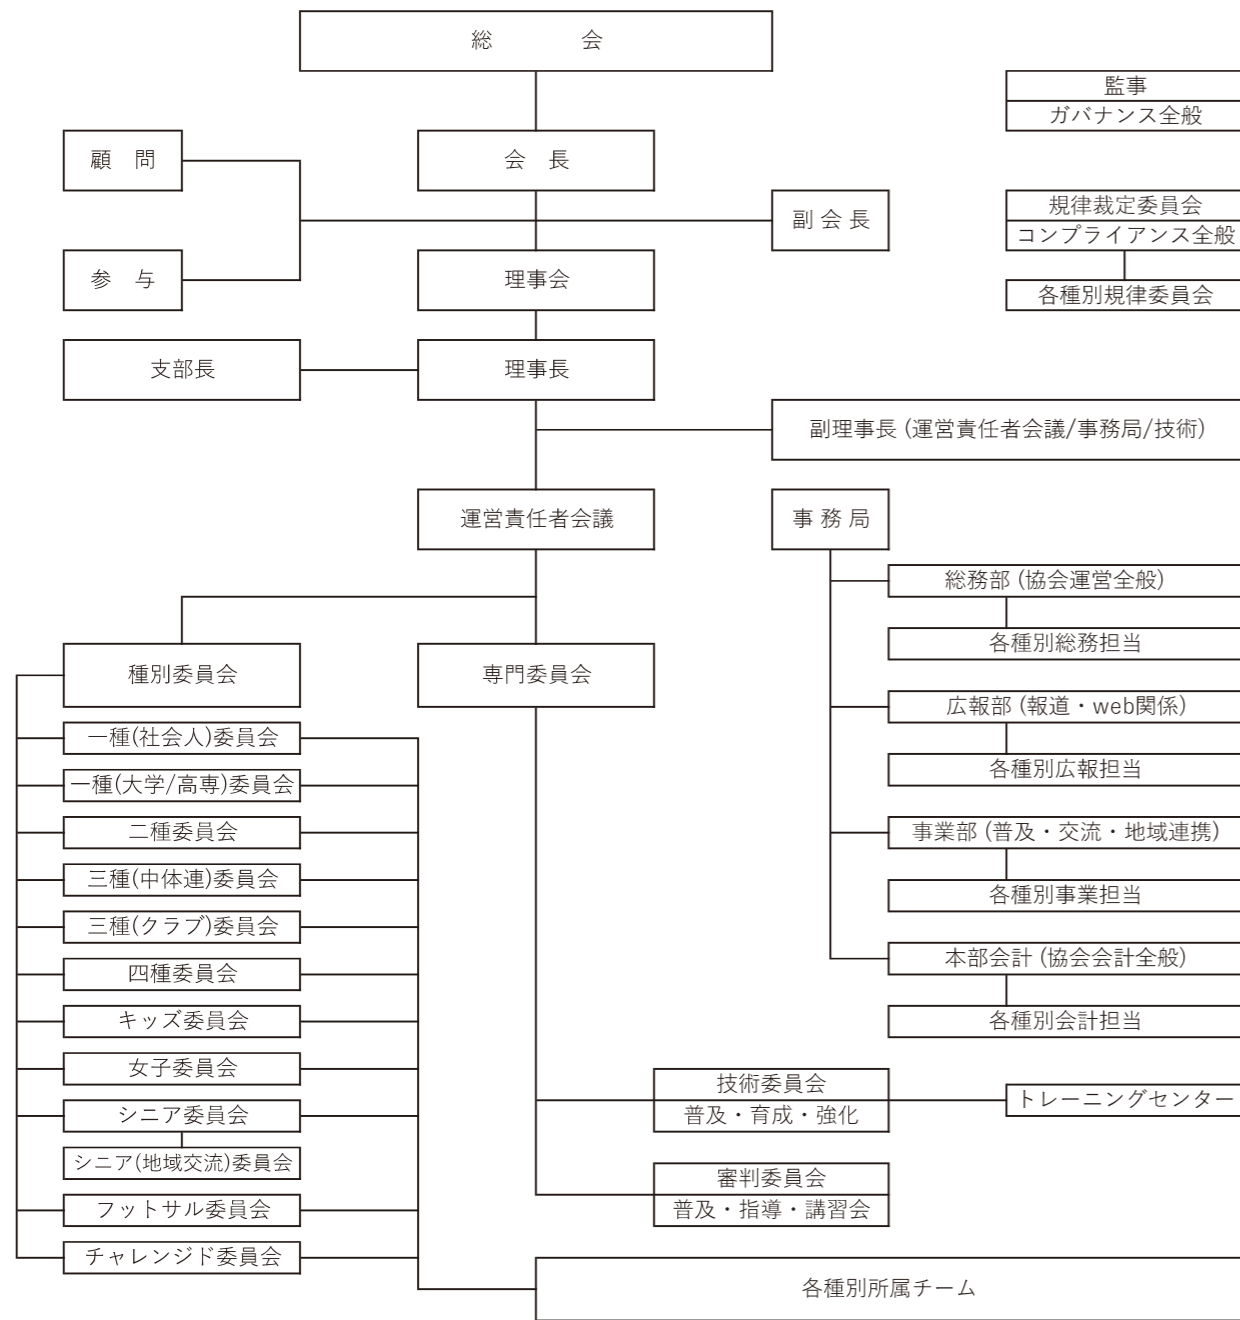 総　会
監事
ガバナンス全般
顧　問
会　長
規律裁定委員会
副 会 長
コンプライアンス全般
参　与
理事会
各種別規律委員会
支部長
理事長
副理事長 (運営責任者会議/事務局/技術)
運営責任者会議
事 務 局
総務部 (協会運営全般)
各種別総務担当
種別委員会
専門委員会
広報部 (報道・web関係)
一種(社会人)委員会
各種別広報担当
一種(大学/高専)委員会
二種委員会
事業部 (普及・交流・地域連携)
三種(中体連)委員会
各種別事業担当
三種(クラブ)委員会
本部会計 (協会会計全般)
四種委員会
キッズ委員会
各種別会計担当
女子委員会
技術委員会
シニア委員会
普及・育成・強化
トレーニングセンター
シニア(地域交流)委員会
審判委員会
フットサル委員会
普及・指導・講習会
チャレンジド委員会
各種別所属チーム